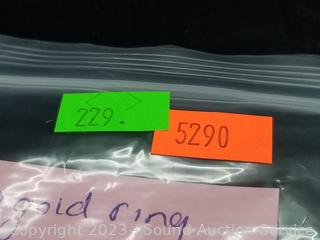 229.
5290
gold ring
Copyright 2023 - Sound Auction Service